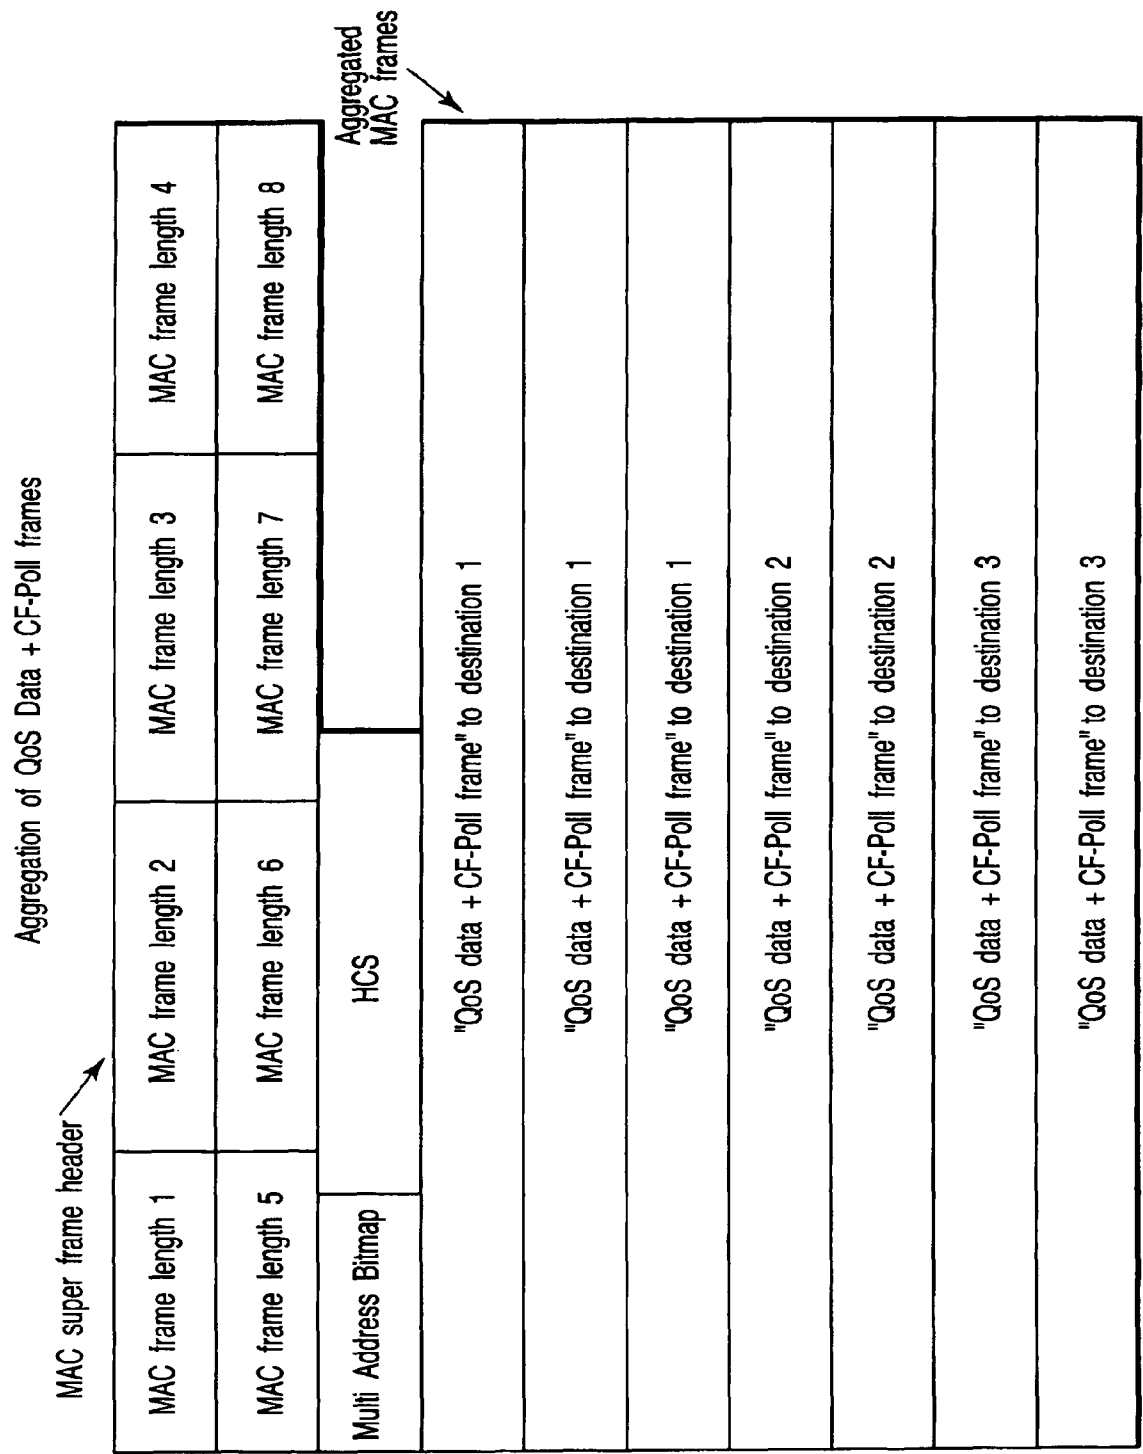 Aggregation of QoS Data + CF-Poll frames
MAC super frame header
MAC frame length 1
MAC frame length 2
MAC frame length 3
MAC frame length 4
MAC frame length 5
MAC frame length 6
MAC frame length 7
MAC frame length 8
Multi Address Bitmap
HCS
Aggregated
MAC frames
"QoS data + CF-Poll frame" to destination 1
"QoS data + CF-Poll frame" to destination 1
"QoS data + CF-Poll frame" to destination 1
"QoS data + CF-Poll frame" to destination 2
"QoS data + CF-Poll frame" to destination 2
"QoS data + CF-Poll frame" to destination 3
"QoS data + CF-Poll frame" to destination 3